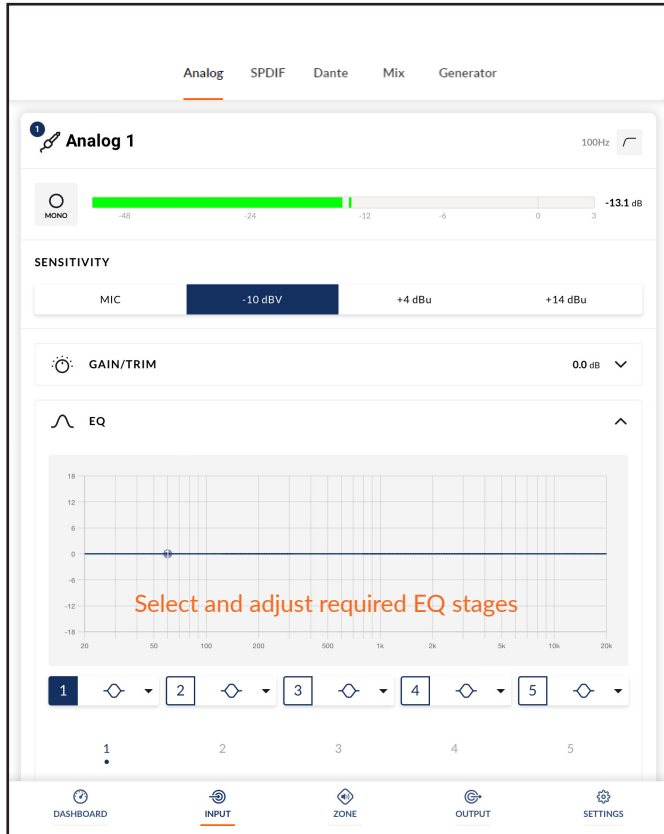 Analog SPDIF Dante Mix Generator
1 Analog 1 100Hz
MONO -13.1 dB
-48 -24 -12 -6 0 3
SENSITIVITY
MIC -10 dBV +4 dBu +14 dBu
GAIN/TRIM 0.0 dB
EQ
18
12
6
0
-6
-12
-18
Select and adjust required EQ stages
20 50 100 200 500 1k 2k 5k 10k 20k
1 2 3 4 5
1 2 3 4 5
DASHBOARD INPUT ZONE OUTPUT SETTINGS